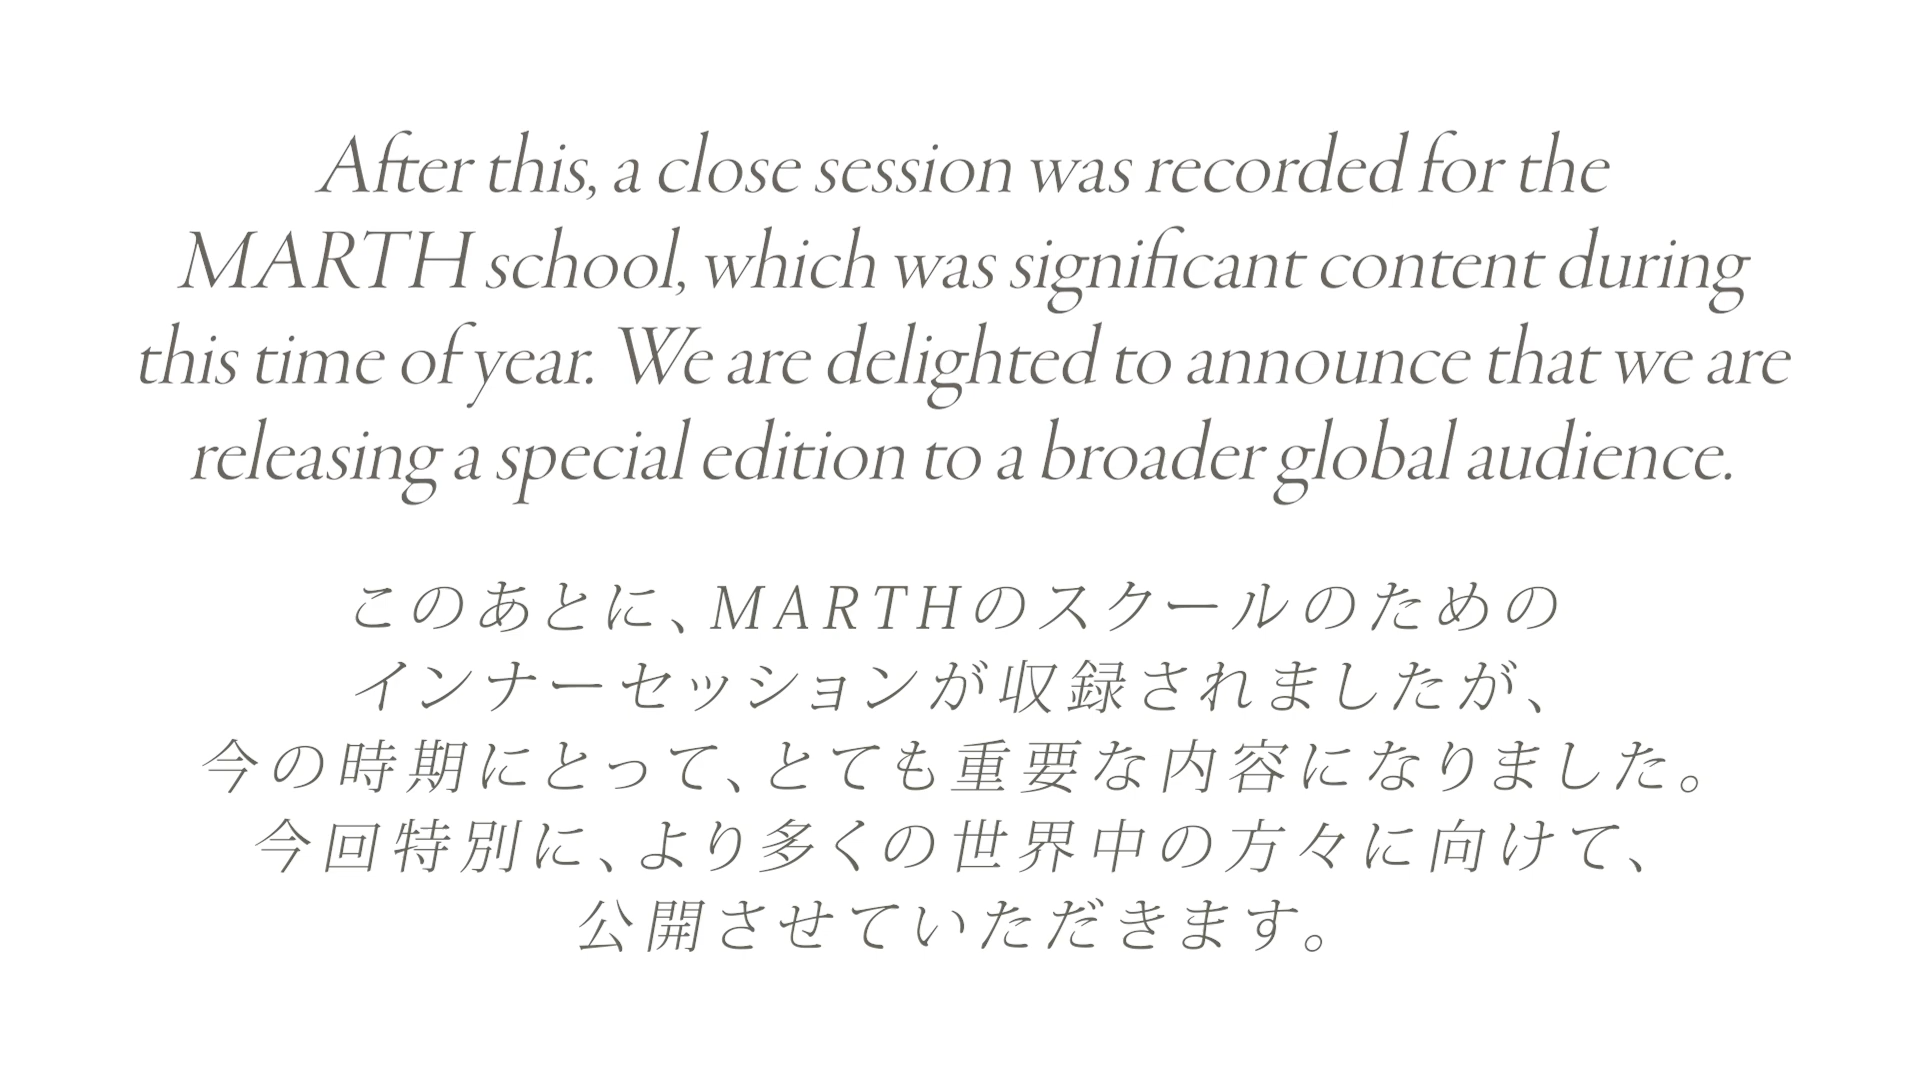 After this, a close session was recorded for the
MARTH school, which was significant content during
this time of year. We are delighted to announce that we are
releasing a special edition to a broader global audience.
このあとに、MARTHのスクールのための
インナーセッションが収録されましたが、
今の時期にとって、とても重要な内容になりました。
今回特別に、より多くの世界中の方々に向けて、
公開させていただきます。